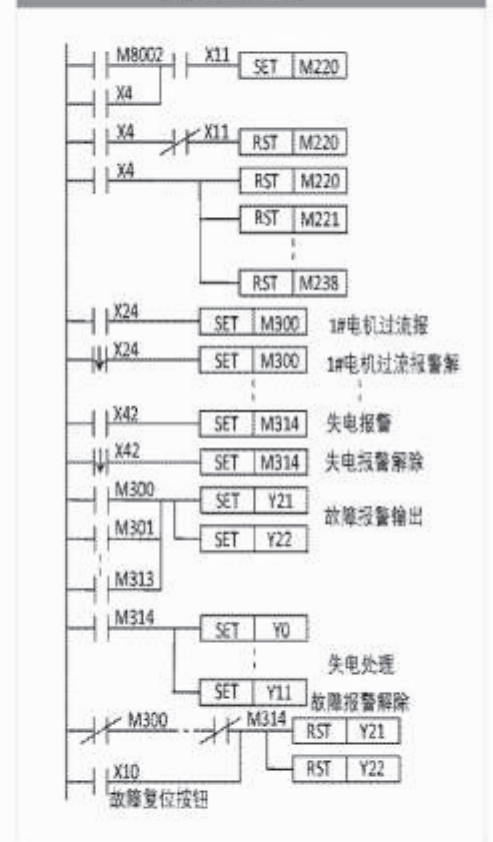 M8002 X11 SET M220
X4
X4 X11 RST M220
X4 RST M220
RST M221
RST M238
X24 SET M300 1#电机过流报
X24 SET M300 1#电机过流报警解
X42 SET M314 失电报警
X42 SET M314 失电报警解除
M300 SET Y21
故障报警输出
M301 SET Y22
M313
M314 SET Y0
失电处理
SET Y11 故障报警解除
M300 M314 RST Y21
X10 RST Y22
故障复位按钮